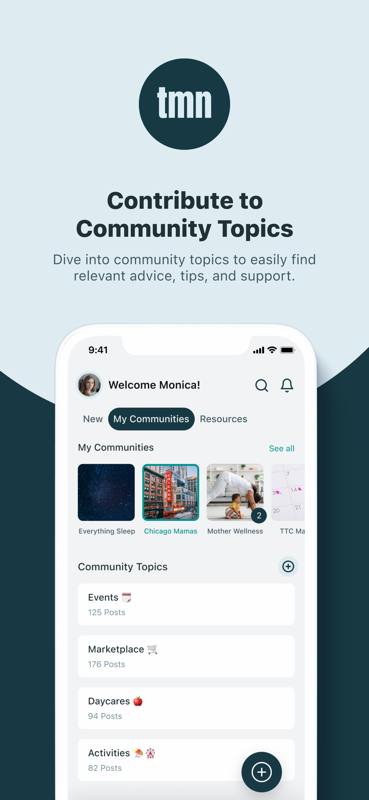 tmn
Contribute to
Community Topics
Dive into community topics to easily find
relevant advice, tips, and support.
9:41
Welcome Monica!
New My Communities Resources
My Communities See all
Everything Sleep Chicago Mamas Mother Wellness TTC Ma
2
Community Topics
Events 🗓️
125 Posts
Marketplace 🛒
176 Posts
Daycares 🍎
94 Posts
Activities 🏖️🎡
82 Posts